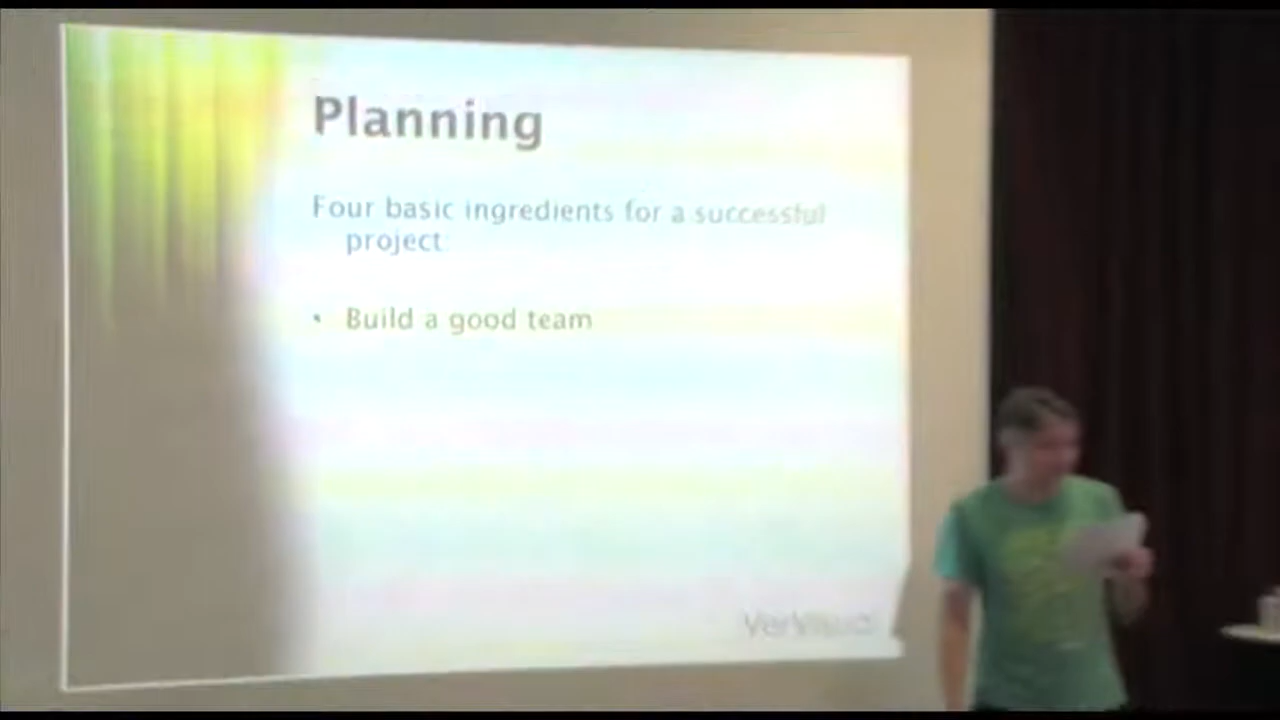 Planning
Four basic ingredients for a successful
project:
• Build a good team